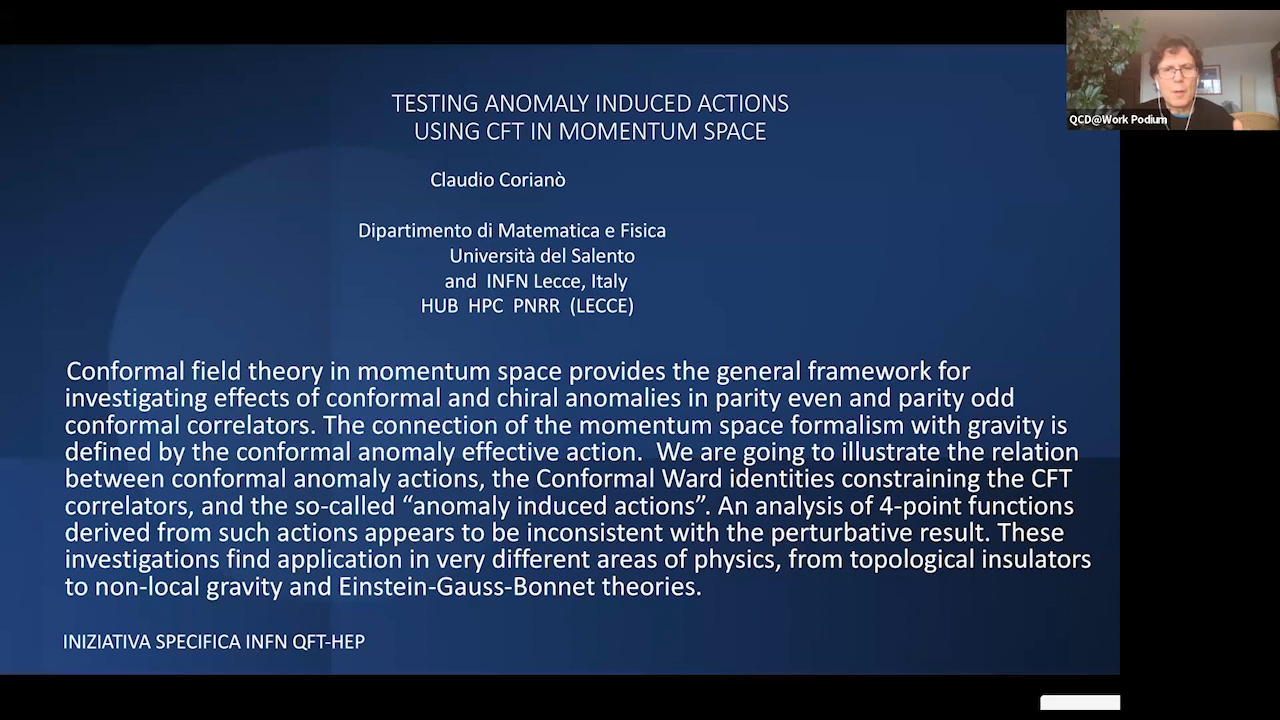 TESTING ANOMALY INDUCED ACTIONS
USING CFT IN MOMENTUM SPACE
Claudio Corianò
Dipartimento di Matematica e Fisica
Università del Salento
and INFN Lecce, Italy
HUB HPC PNRR (LECCE)
Conformal field theory in momentum space provides the general framework for
investigating effects of conformal and chiral anomalies in parity even and parity odd
conformal correlators. The connection of the momentum space formalism with gravity is
defined by the conformal anomaly effective action. We are going to illustrate the relation
between conformal anomaly actions, the Conformal Ward identities constraining the CFT
correlators, and the so-called “anomaly induced actions”. An analysis of 4-point functions
derived from such actions appears to be inconsistent with the perturbative result. These
investigations find application in very different areas of physics, from topological insulators
to non-local gravity and Einstein-Gauss-Bonnet theories.
INIZIATIVA SPECIFICA INFN QFT-HEP
QCD@Work Podium